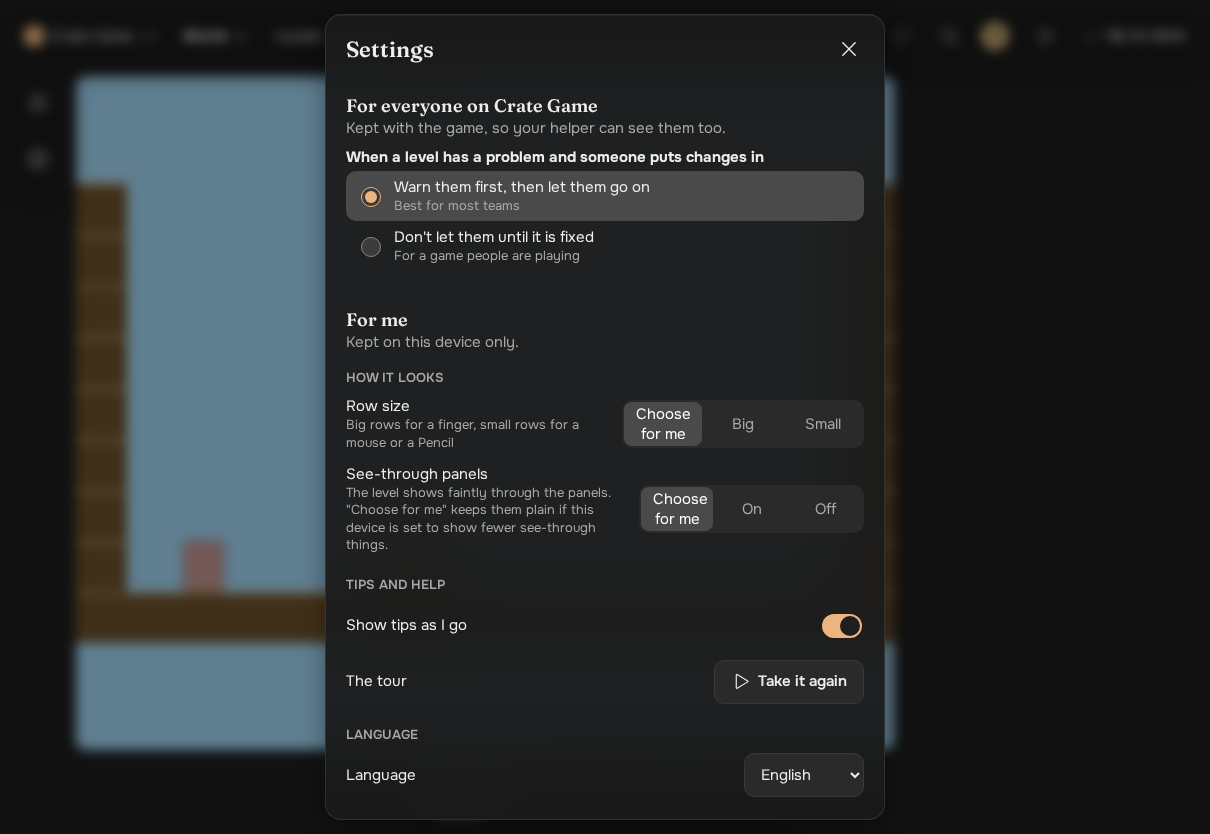 Settings
For everyone on Crate Game
Kept with the game, so your helper can see them too.
When a level has a problem and someone puts changes in
Warn them first, then let them go on
Best for most teams
Don't let them until it is fixed
For a game people are playing
For me
Kept on this device only.
HOW IT LOOKS
Row size
Big rows for a finger, small rows for a
mouse or a Pencil
Choose
for me
Big
Small
See-through panels
The level shows faintly through the panels.
"Choose for me" keeps them plain if this
device is set to show fewer see-through
things.
Choose
for me
On
Off
TIPS AND HELP
Show tips as I go
The tour
Take it again
LANGUAGE
Language
English